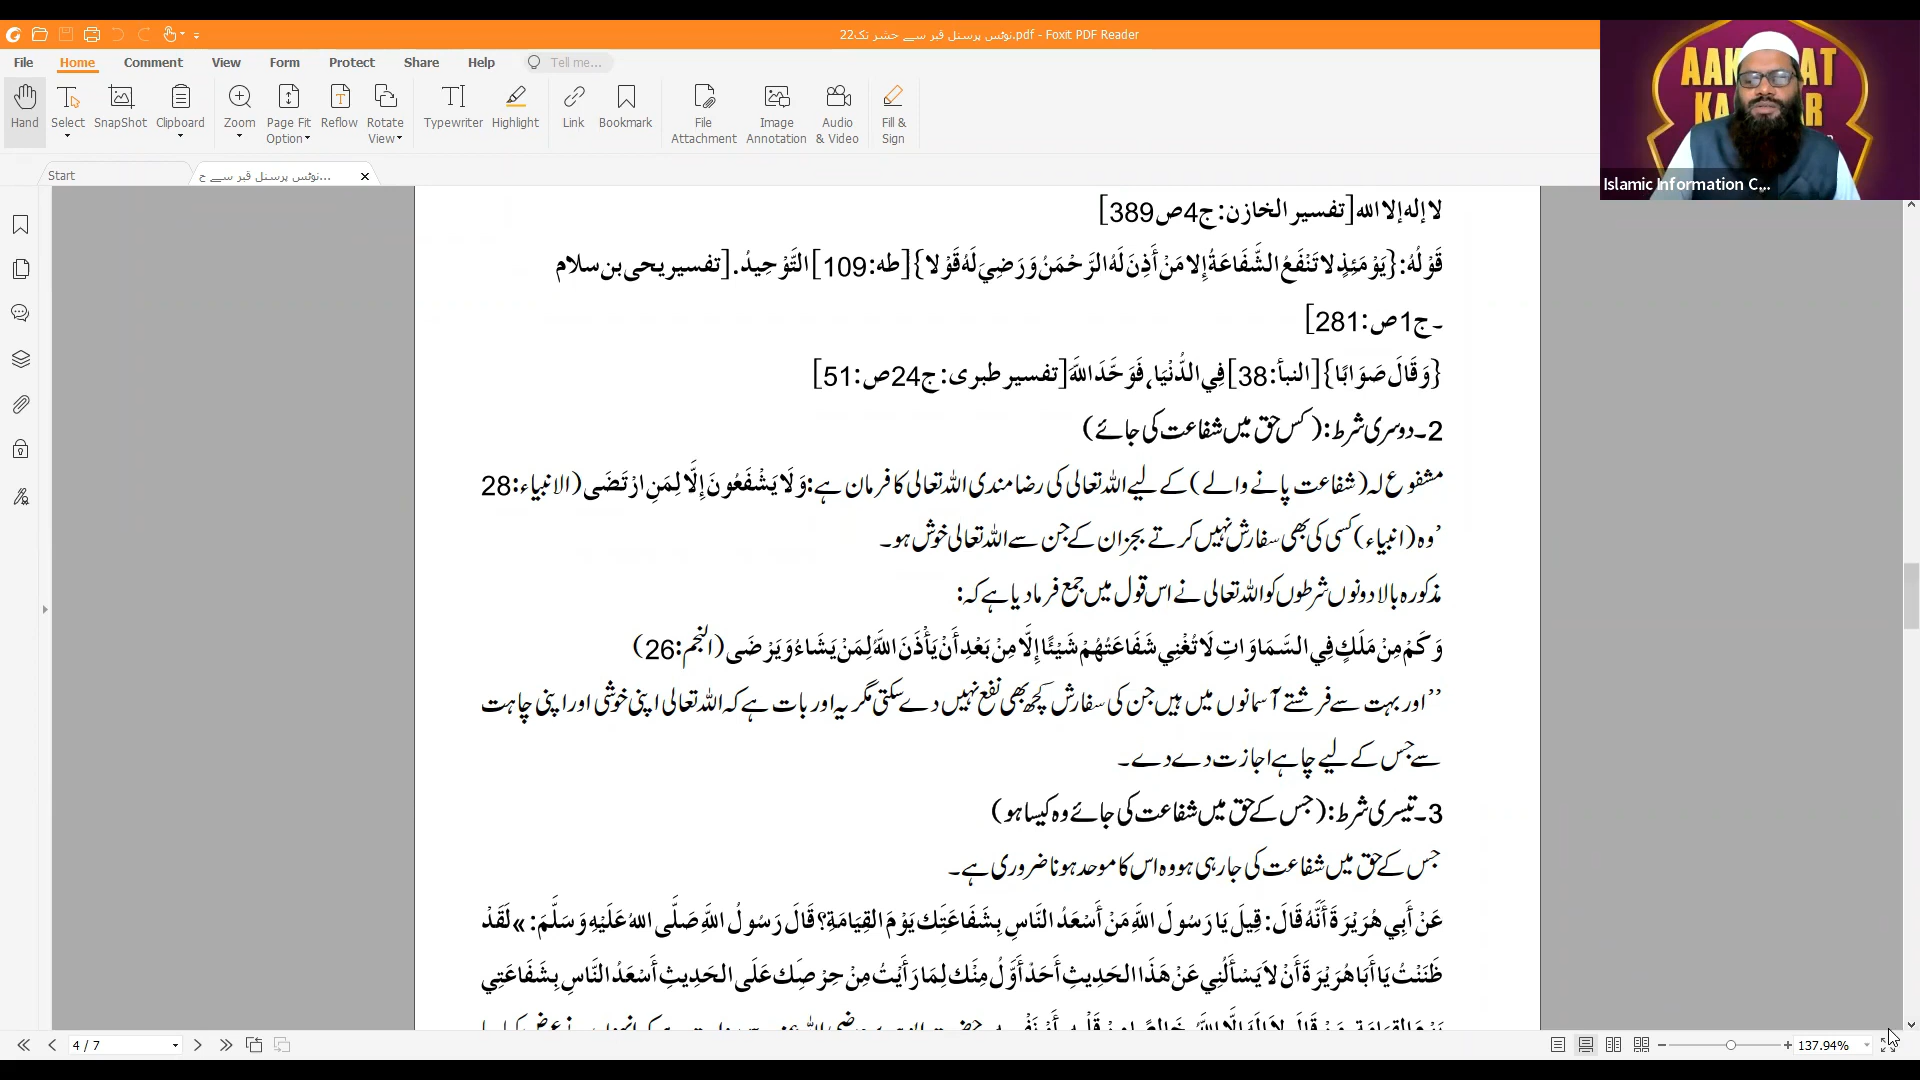 نوٹس پرسنل قبر سے حشر تک22.pdf - Foxit PDF Reader
File Home Comment View Form Protect Share Help Tell me...
Hand Select SnapShot Clipboard Zoom Page Fit Option Reflow Rotate View Typewriter Highlight Link Bookmark File Attachment Image Annotation Audio & Video Fill & Sign
Start
نوٹس پرسنل قبر سے ح...
Islamic Information C...
لا إله إلا الله [تفسير الخازن: ج4ص389]
قَوْلُهُ: {يَوْمَئِذٍ لا تَنْفَعُ الشَّفَاعَةُ إِلا مَنْ أَذِنَ لَهُ الرَّحْمَنُ وَرَضِيَ لَهُ قَوْلا} [طه: 109] التَّوْحِيدُ. [تفسير يحى بن سلام
۔ج1ص:281]
{وَقَالَ صَوَابًا} [النبأ: 38] فِي الدُّنْيَا، فَوَحَّدَ اللَّهَ [تفسير طبرى: ج24ص:51]
2۔دوسری شرط: (کس حق میں شفاعت کی جائے)
مشفوع لہ (شفاعت پانے والے) کے لیے اللہ تعالی کی رضامندی اللہ تعالی کا فرمان ہے: وَلَا يَشْفَعُونَ إِلَّا لِمَنِ ارْتَضَى (الانبیاء:28
’وہ (انبیاء) کسی کی بھی سفارش نہیں کرتے بجز ان کے جن سے اللہ تعالی خوش ہو۔
مذکورہ بالا دونوں شرطوں کو اللہ تعالی نے اس قول میں جمع فرما دیا ہے کہ:
وَكَمْ مِنْ مَلَكٍ فِي السَّمَاوَاتِ لَا تُغْنِي شَفَاعَتُهُمْ شَيْئًا إِلَّا مِنْ بَعْدِ أَنْ يَأْذَنَ اللَّهُ لِمَنْ يَشَاءُ وَيَرْضَى (النجم:26)
’’اور بہت سے فرشتے آسمانوں میں ہیں جن کی سفارش کچھ بھی نفع نہیں دے سکتی مگر یہ اور بات ہے کہ اللہ تعالی اپنی خوشی اور اپنی چاہت
سے جس کے لیے چاہے اجازت دے دے۔
3۔تیسری شرط: (جس کے حق میں شفاعت کی جائے وہ کیسا ہو)
جس کے حق میں شفاعت کی جارہی ہو وہ اس کا موحد ہونا ضروری ہے۔
عَنْ أَبِي هُرَيْرَةَ أَنَّهُ قَالَ: قِيلَ يَا رَسُولَ اللَّهِ مَنْ أَسْعَدُ النَّاسِ بِشَفَاعَتِكَ يَوْمَ القِيَامَةِ؟ قَالَ رَسُولُ اللَّهِ صَلَّى اللهُ عَلَيْهِ وَسَلَّمَ: »لَقَدْ
ظَنَنْتُ يَا أَبَا هُرَيْرَةَ أَنْ لاَ يَسْأَلُنِي عَنْ هَذَا الحَدِيثِ أَحَدٌ أَوَّلُ مِنْكَ لِمَا رَأَيْتُ مِنْ حِرْصِكَ عَلَى الحَدِيثِ أَسْعَدُ النَّاسِ بِشَفَاعَتِي
4 / 7
137.94%